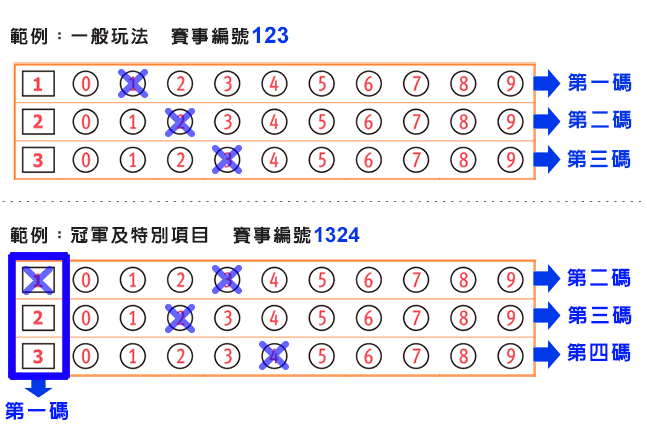 範例：一般玩法　賽事編號123
1 0 1 2 3 4 5 6 7 8 9 第一碼
2 0 1 2 3 4 5 6 7 8 9 第二碼
3 0 1 2 3 4 5 6 7 8 9 第三碼
範例：冠軍及特別項目　賽事編號1324
1 0 1 2 3 4 5 6 7 8 9 第二碼
2 0 1 2 3 4 5 6 7 8 9 第三碼
3 0 1 2 3 4 5 6 7 8 9 第四碼
第一碼